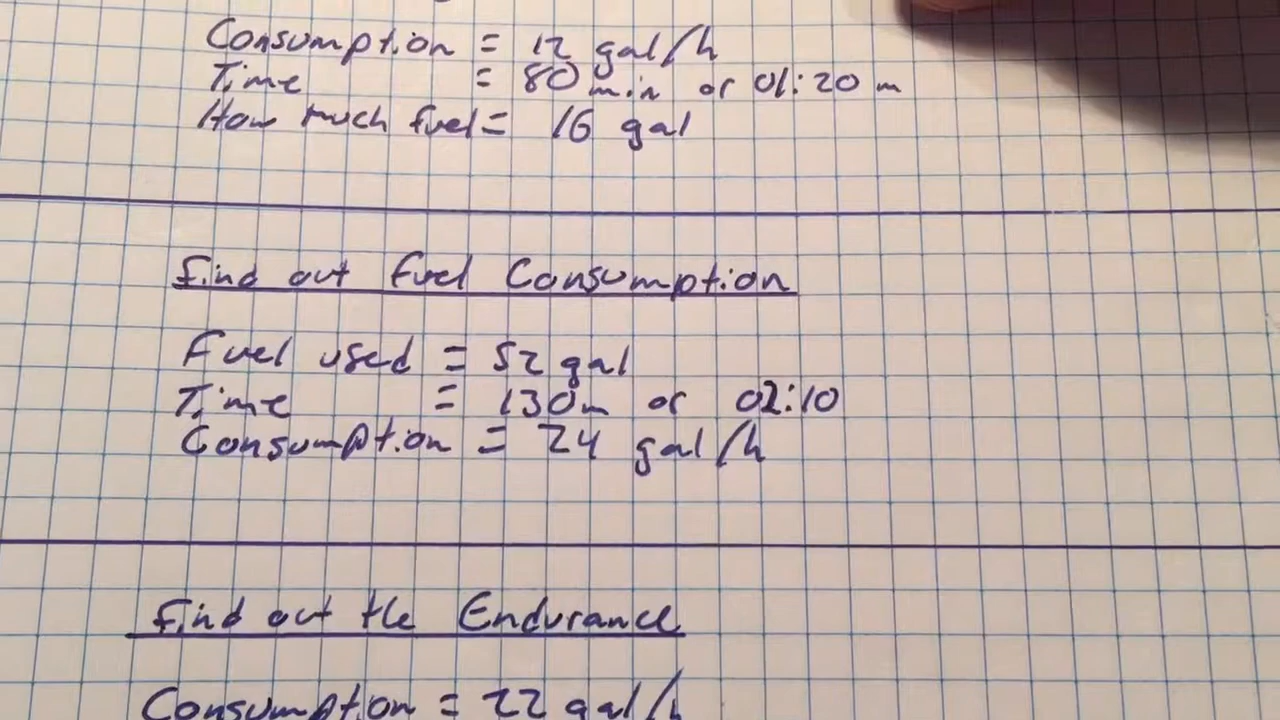 Consumption = 12 gal/h
Time = 80 min or 01:20 m
How much fuel = 16 gal
Find out Fuel Consumption
Fuel used = 52 gal
Time = 130m or 02:10
Consumption = 24 gal/h
Find out the Endurance
Consumption = 22 gal/h